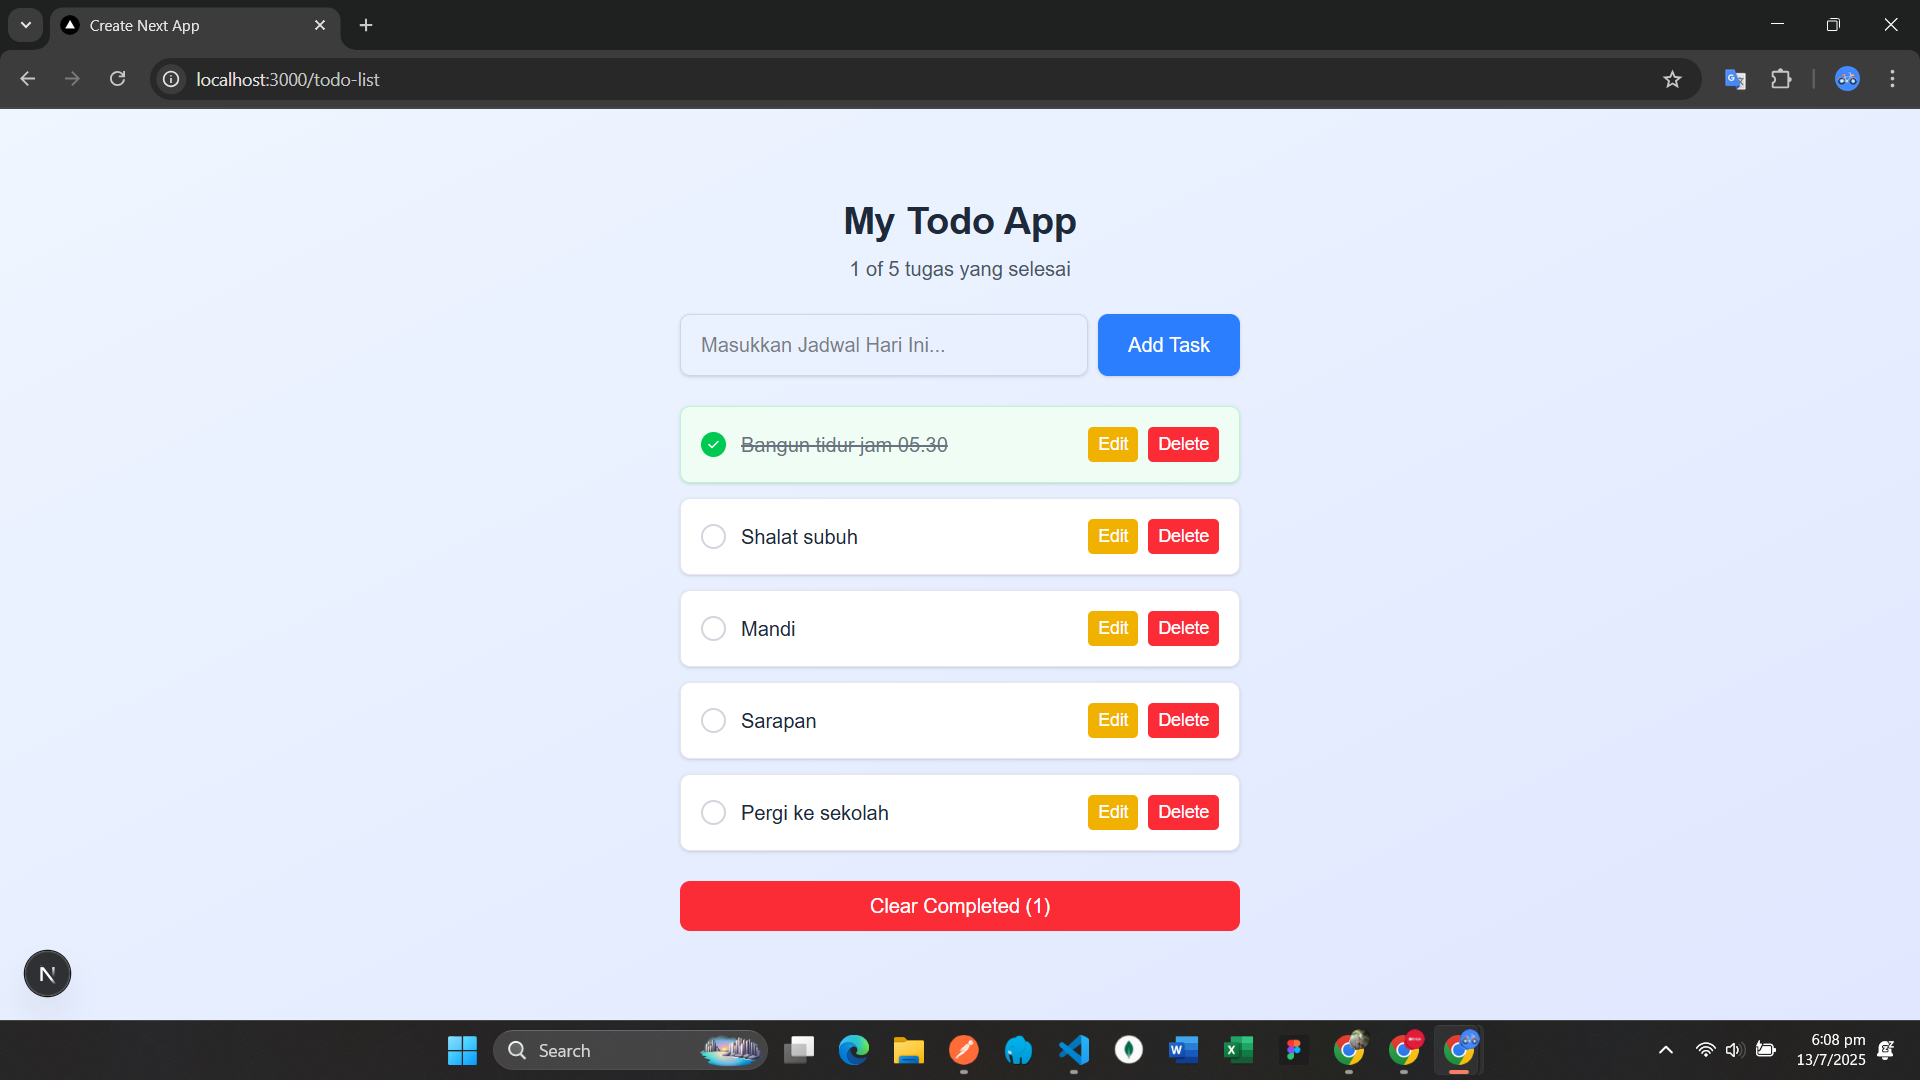 Create Next App
localhost:3000/todo-list
My Todo App
1 of 5 tugas yang selesai
Masukkan Jadwal Hari Ini...
Add Task
Bangun tidur jam 05.30
Edit
Delete
Shalat subuh
Edit
Delete
Mandi
Edit
Delete
Sarapan
Edit
Delete
Pergi ke sekolah
Edit
Delete
Clear Completed (1)
N
Search
6:08 pm
13/7/2025